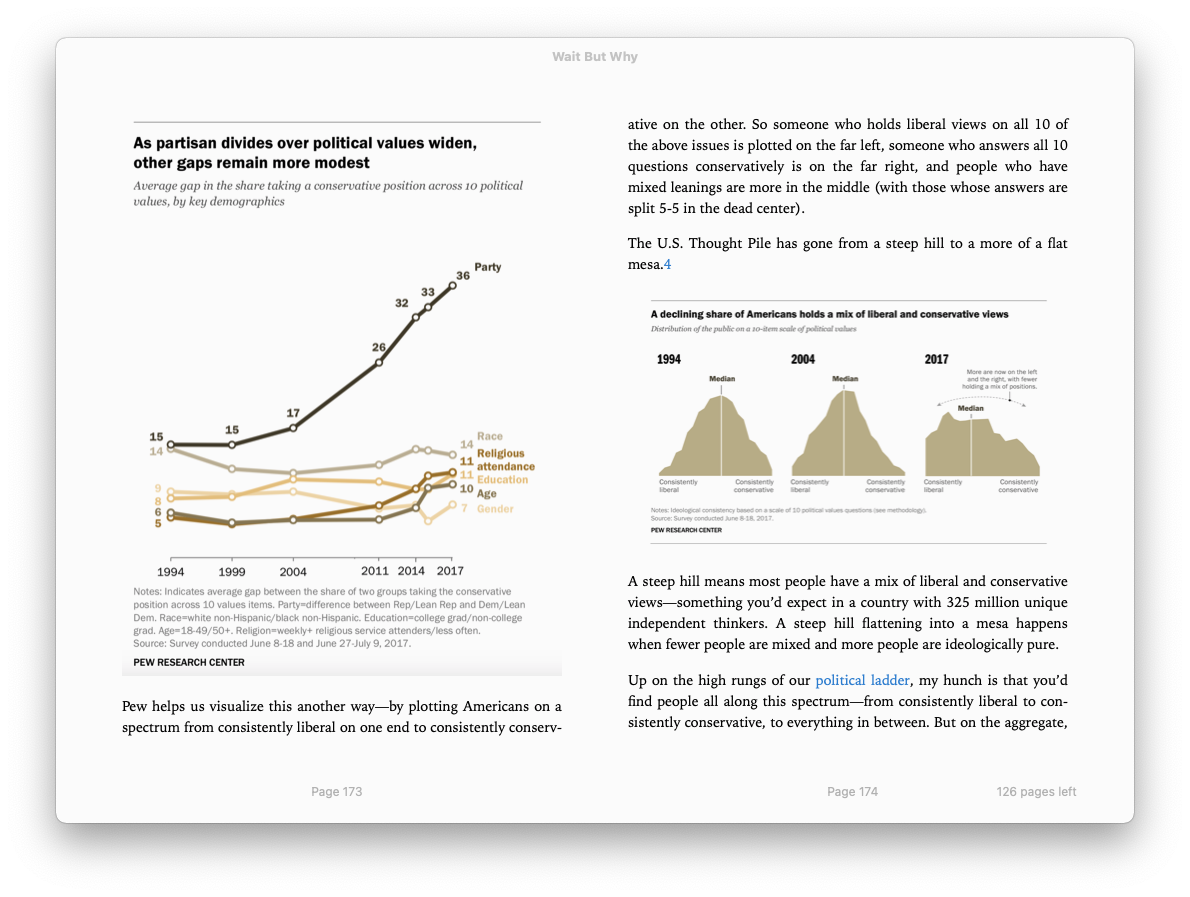 Wait But Why
As partisan divides over political values widen,
other gaps remain more modest
Average gap in the share taking a conservative position across 10 political
values, by key demographics
Party
36
33
32
26
17
15
15
14
Race
14
Religious
attendance
11
Education
11
Age
10
Gender
7
9
8
6
5
1994 1999 2004 2011 2014 2017
Notes: Indicates average gap between the share of two groups taking the conservative
position across 10 values items. Party=difference between Rep/Lean Rep and Dem/Lean
Dem. Race=white non-Hispanic/black non-Hispanic. Education=college grad/non-college
grad. Age=18-49/50+. Religion=weekly+ religious service attenders/less often.
Source: Survey conducted June 8-18 and June 27-July 9, 2017.
PEW RESEARCH CENTER
Pew helps us visualize this another way—by plotting Americans on a
spectrum from consistently liberal on one end to consistently conserv-
Page 173
ative on the other. So someone who holds liberal views on all 10 of
the above issues is plotted on the far left, someone who answers all 10
questions conservatively is on the far right, and people who have
mixed leanings are more in the middle (with those whose answers are
split 5-5 in the dead center).
The U.S. Thought Pile has gone from a steep hill to a more of a flat
mesa.4
A declining share of Americans holds a mix of liberal and conservative views
Distribution of the public on a 10-item scale of political values
1994 2004 2017
More are now on the left
and the right, with fewer
holding a mix of positions.
Median Median Median
Consistently Consistently Consistently Consistently Consistently Consistently
liberal conservative liberal conservative liberal conservative
Notes: Ideological consistency based on a scale of 10 political values questions (see methodology).
Source: Survey conducted June 8-18, 2017.
PEW RESEARCH CENTER
A steep hill means most people have a mix of liberal and conservative
views—something you’d expect in a country with 325 million unique
independent thinkers. A steep hill flattening into a mesa happens
when fewer people are mixed and more people are ideologically pure.
Up on the high rungs of our political ladder, my hunch is that you’d
find people all along this spectrum—from consistently liberal to con-
sistently conservative, to everything in between. But on the aggregate,
Page 174
126 pages left